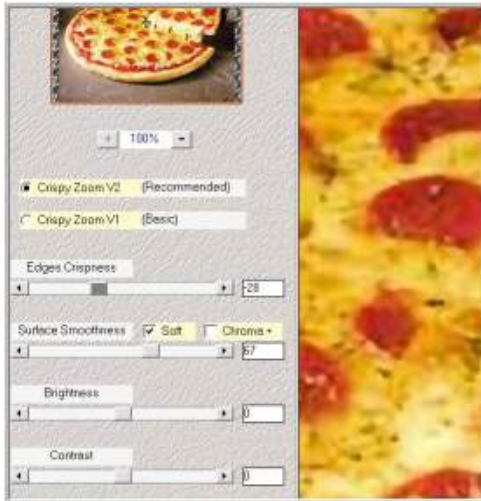 100%
Crispy Zoom V2 (Recommended)
Crispy Zoom V1 (Basic)
Edges Crispness
-28
Surface Smoothness Soft Chroma +
67
Brightness
0
Contrast
0